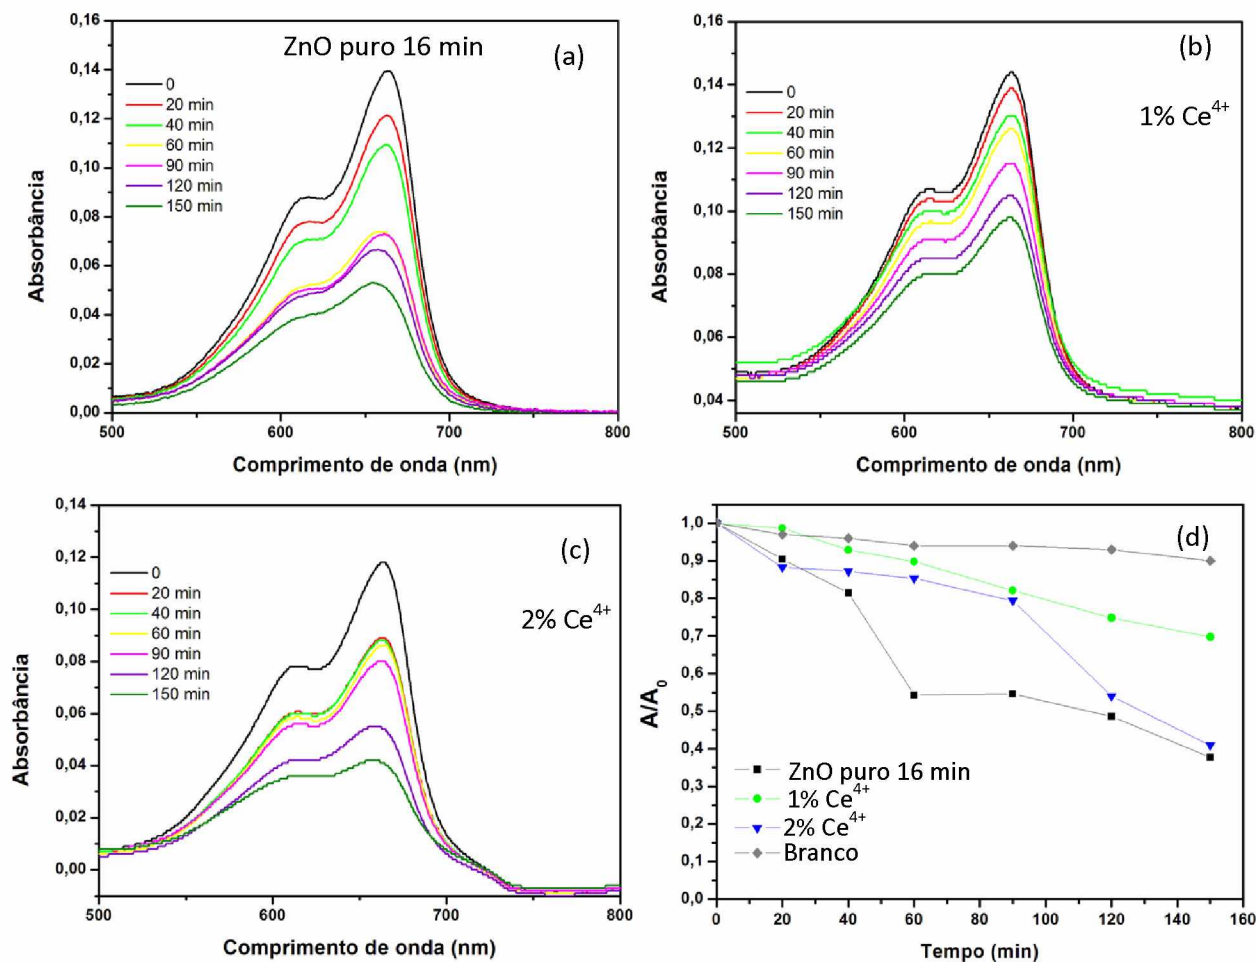 ZnO puro 16 min
(a)
0,16
0,14
0,12
0,10
0,08
0,06
0,04
0,02
0,00
0
20 min
40 min
60 min
90 min
120 min
150 min
Absorbância
500
600
700
800
Comprimento de onda (nm)
(b)
1% Ce⁴⁺
0,16
0,14
0,12
0,10
0,08
0,06
0,04
0
20 min
40 min
60 min
90 min
120 min
150 min
Absorbância
500
600
700
800
Comprimento de onda (nm)
(c)
2% Ce⁴⁺
0,14
0,12
0,10
0,08
0,06
0,04
0,02
0,00
0
20 min
40 min
60 min
90 min
120 min
150 min
Absorbância
500
600
700
800
Comprimento de onda (nm)
(d)
1,0
0,9
0,8
0,7
0,6
0,5
0,4
0,3
0,2
0,1
0,0
A/A₀
ZnO puro 16 min
1% Ce⁴⁺
2% Ce⁴⁺
Branco
0
20
40
60
80
100
120
140
160
Tempo (min)